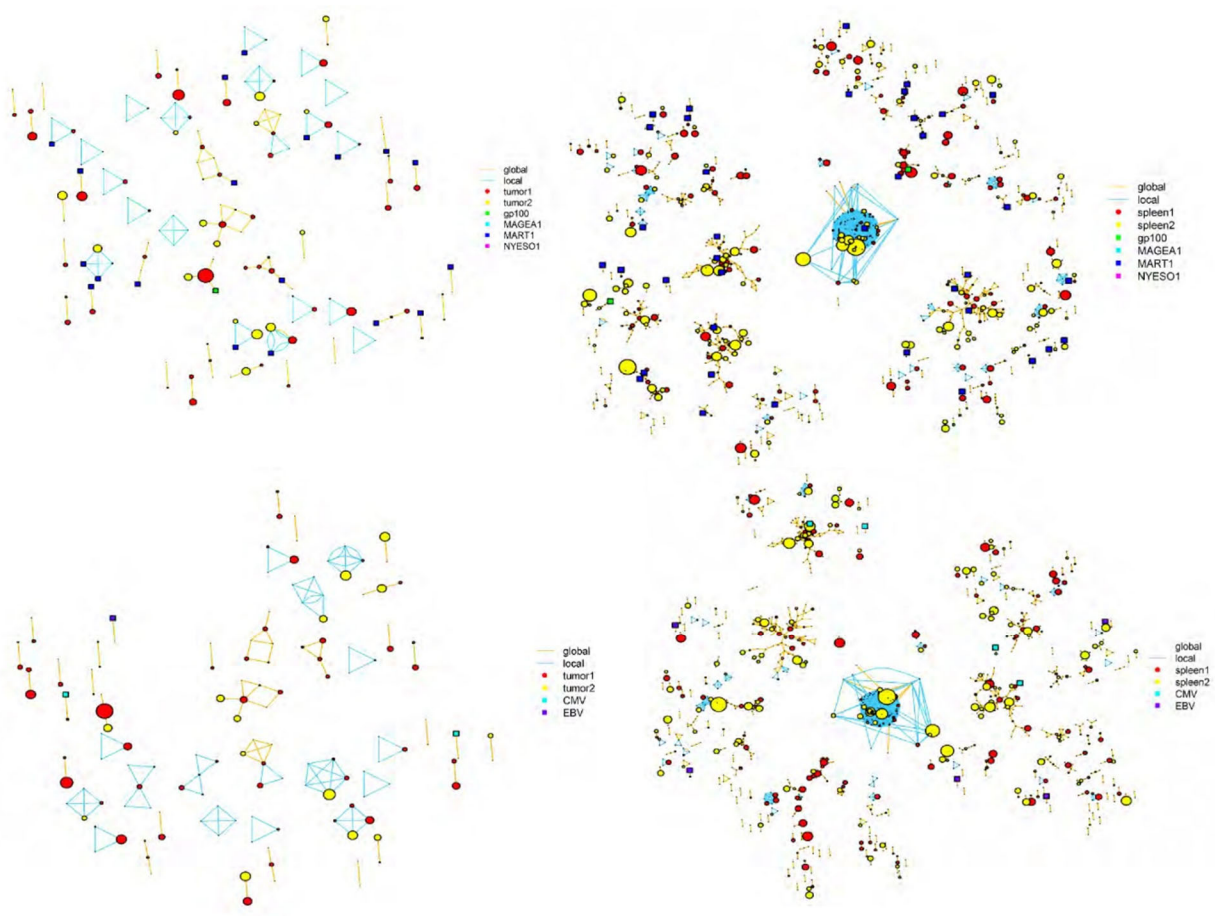 global
local
tumor1
tumor2
gp100
MAGEA1
MART1
NYESO1
global
local
spleen1
spleen2
gp100
MAGEA1
MART1
NYESO1
global
local
tumor1
tumor2
CMV
EBV
global
local
spleen1
spleen2
CMV
EBV